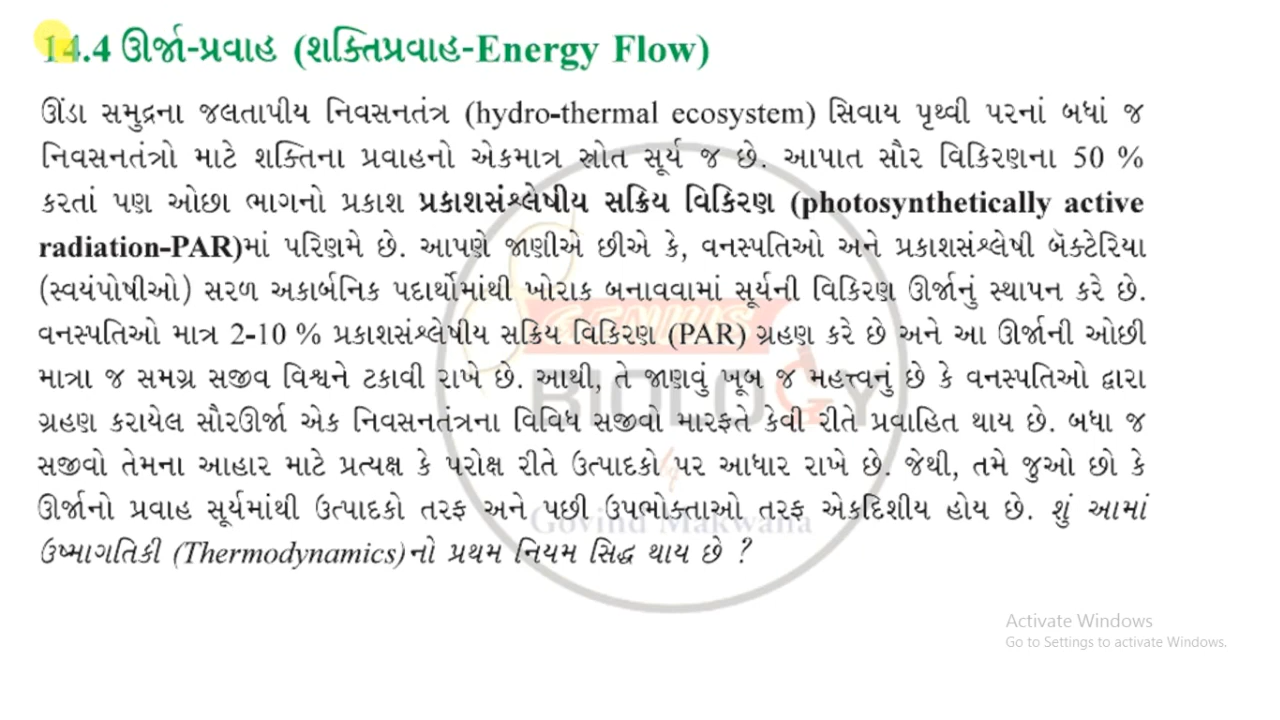 14.4 ઊર્જા-પ્રવાહ (શક્તિપ્રવાહ-Energy Flow)
ઊંડા સમુદ્રના જલતાપીય નિવસનતંત્ર (hydro-thermal ecosystem) સિવાય પૃથ્વી પરનાં બધાં જ
નિવસનતંત્રો માટે શક્તિના પ્રવાહનો એકમાત્ર સ્રોત સૂર્ય જ છે. આપાત સૌર વિકિરણના 50 %
કરતાં પણ ઓછા ભાગનો પ્રકાશ પ્રકાશસંશ્લેષીય સક્રિય વિકિરણ (photosynthetically active
radiation-PAR)માં પરિણમે છે. આપણે જાણીએ છીએ કે, વનસ્પતિઓ અને પ્રકાશસંશ્લેષી બૅક્ટેરિયા
(સ્વયંપોષીઓ) સરળ અકાર્બનિક પદાર્થોમાંથી ખોરાક બનાવવામાં સૂર્યની વિકિરણ ઊર્જાનું સ્થાપન કરે છે.
વનસ્પતિઓ માત્ર 2-10 % પ્રકાશસંશ્લેષીય સક્રિય વિકિરણ (PAR) ગ્રહણ કરે છે અને આ ઊર્જાની ઓછી
માત્રા જ સમગ્ર સજીવ વિશ્વને ટકાવી રાખે છે. આથી, તે જાણવું ખૂબ જ મહત્ત્વનું છે કે વનસ્પતિઓ દ્વારા
ગ્રહણ કરાયેલ સૌરઊર્જા એક નિવસનતંત્રના વિવિધ સજીવો મારફતે કેવી રીતે પ્રવાહિત થાય છે. બધા જ
સજીવો તેમના આહાર માટે પ્રત્યક્ષ કે પરોક્ષ રીતે ઉત્પાદકો પર આધાર રાખે છે. જેથી, તમે જુઓ છો કે
ઊર્જાનો પ્રવાહ સૂર્યમાંથી ઉત્પાદકો તરફ અને પછી ઉપભોક્તાઓ તરફ એકદિશીય હોય છે. શું આમાં
ઉષ્માગતિકી (Thermodynamics)નો પ્રથમ નિયમ સિદ્ધ થાય છે ?
GENIUS
BIOLOGY
by
Govind Makwana
Activate Windows
Go to Settings to activate Windows.